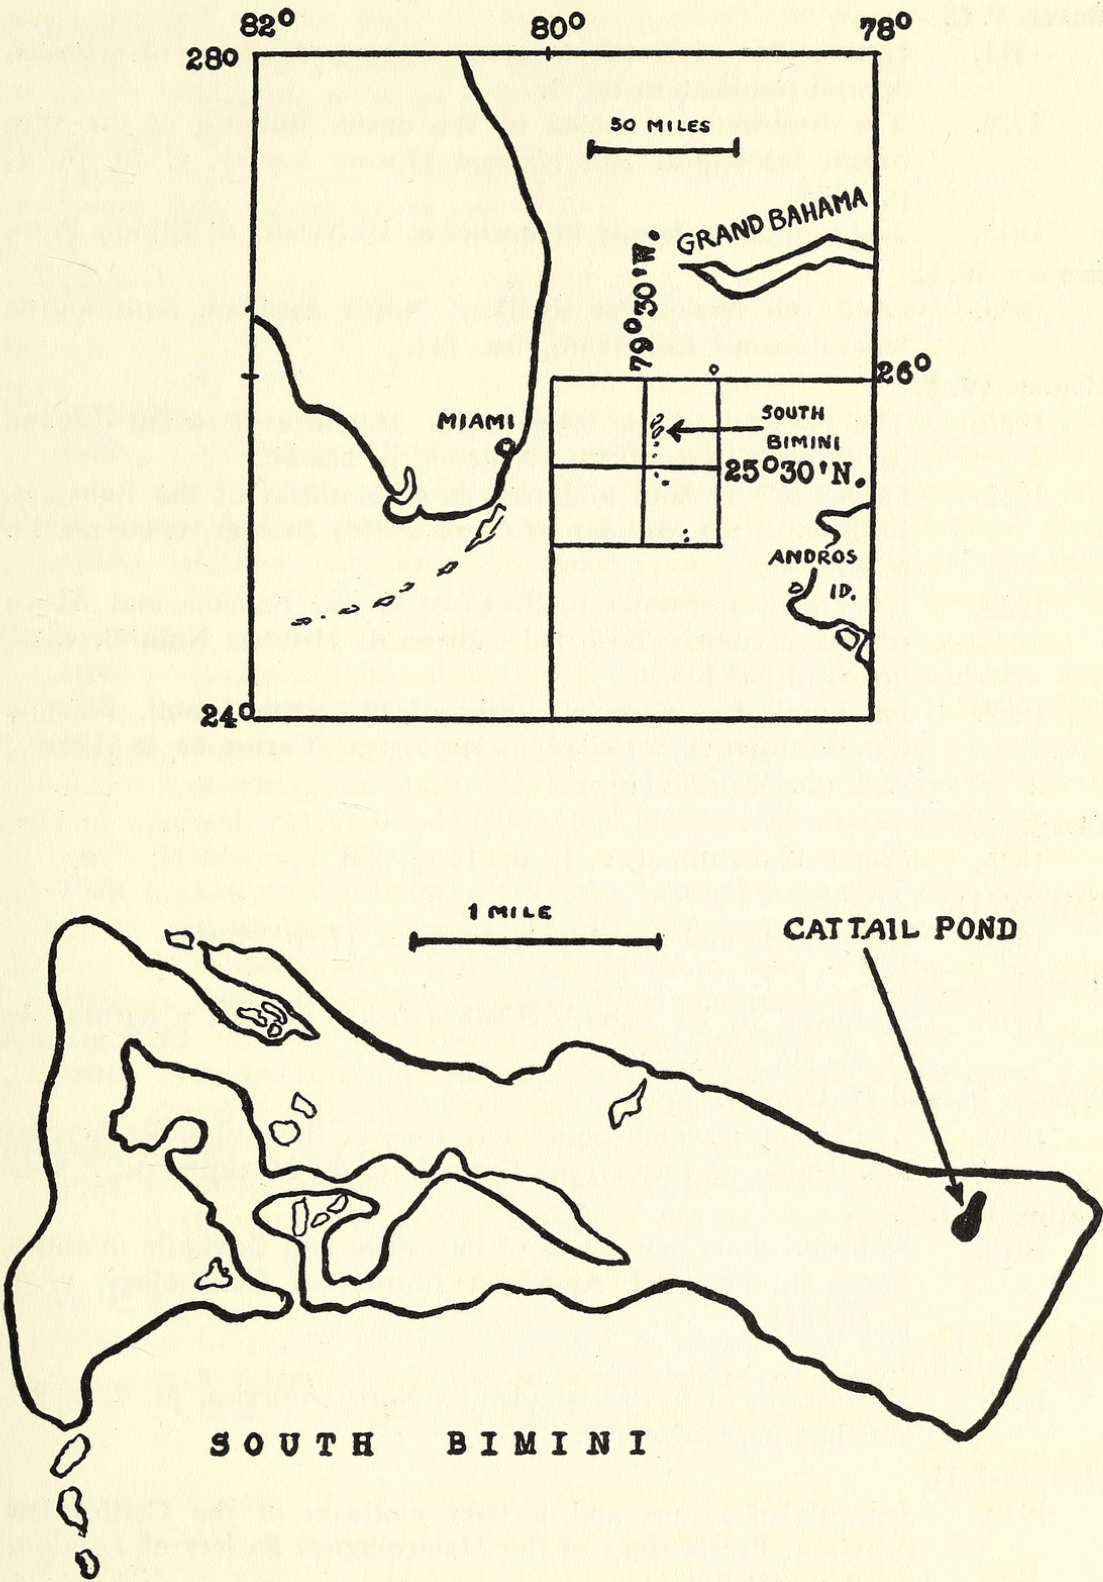 82° 80° 78°
28°
50 MILES
GRAND BAHAMA
79°30'W.
26°
MIAMI
SOUTH
BIMINI
25°30'N.
ANDROS
ID.
24°
1 MILE
CATTAIL POND
SOUTH BIMINI